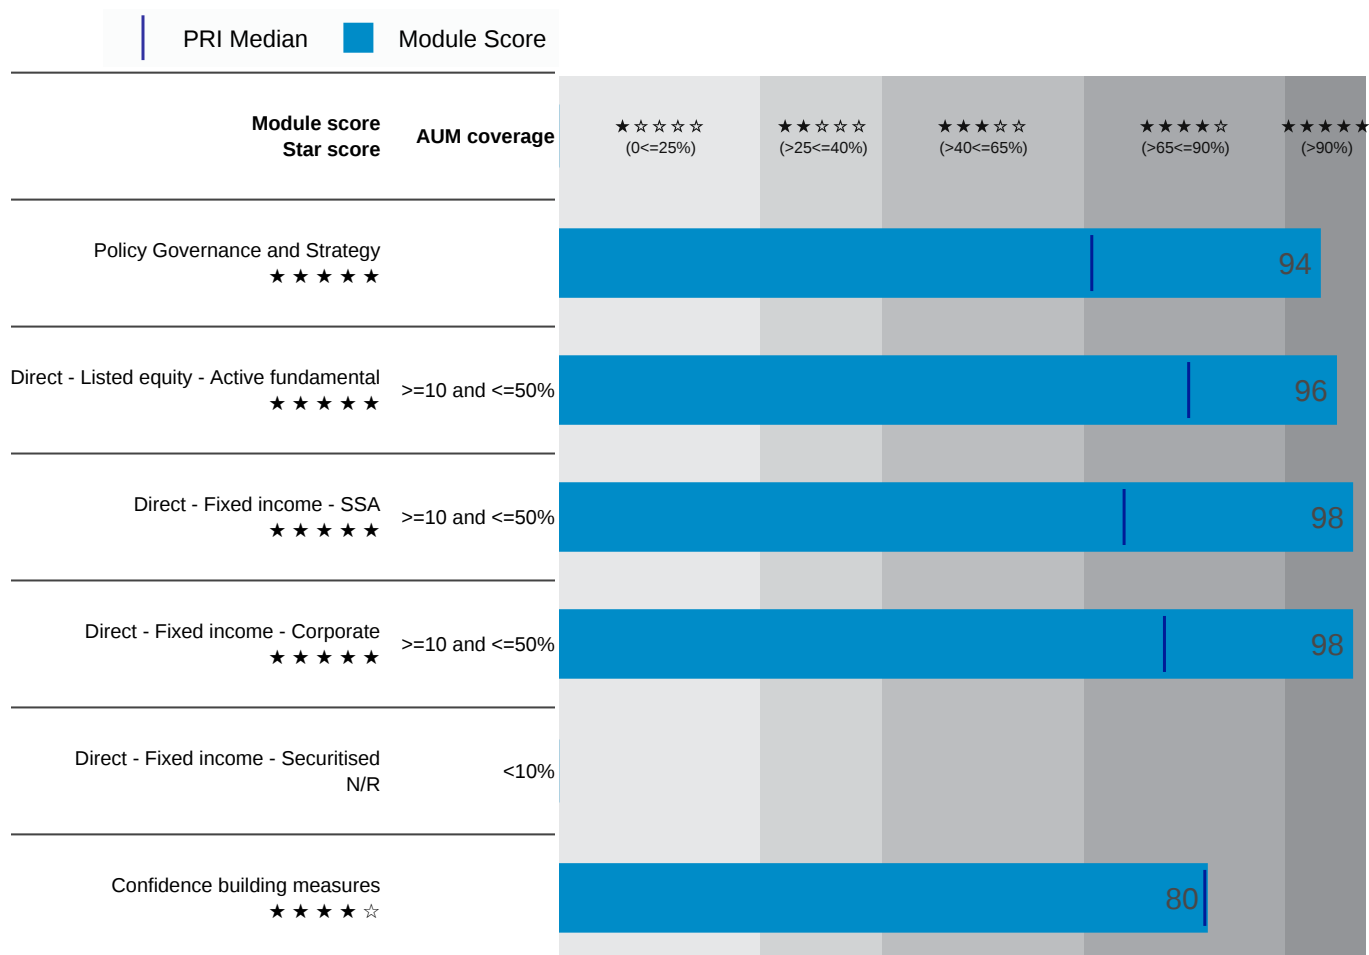 PRI Median Module Score
Module score
Star score
AUM coverage
★☆☆☆☆
(0<=25%)
★★☆☆☆
(>25<=40%)
★★★☆☆
(>40<=65%)
★★★★☆
(>65<=90%)
★★★★★
(>90%)
Policy Governance and Strategy
★★★★★
94
Direct - Listed equity - Active fundamental
★★★★★
>=10 and <=50%
96
Direct - Fixed income - SSA
★★★★★
>=10 and <=50%
98
Direct - Fixed income - Corporate
★★★★★
>=10 and <=50%
98
Direct - Fixed income - Securitised
N/R
<10%
Confidence building measures
★★★★☆
80